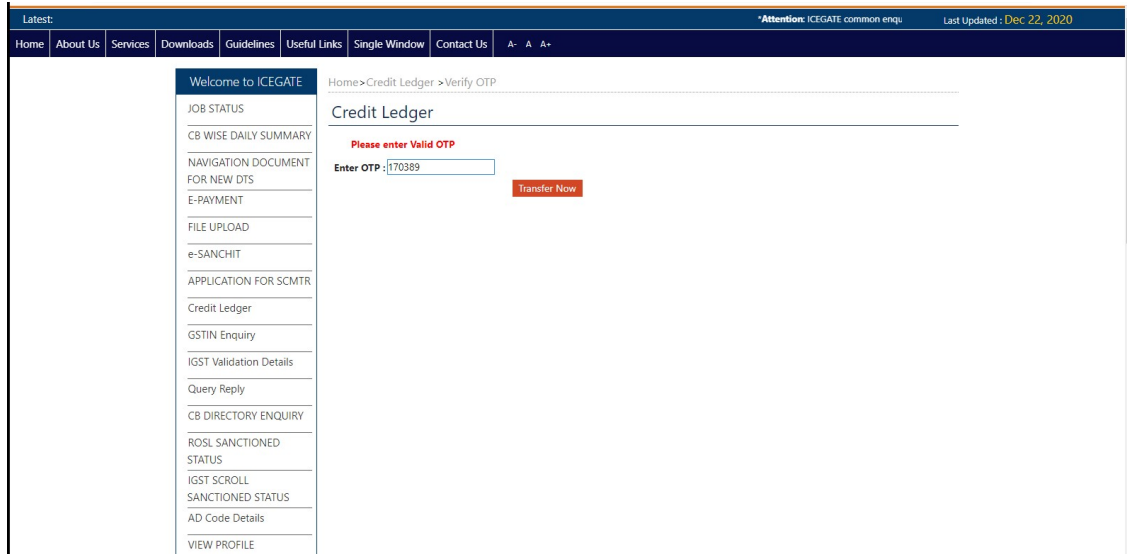 Latest:
*Attention: ICEGATE common enqu
Last Updated : Dec 22, 2020
Home About Us Services Downloads Guidelines Useful Links Single Window Contact Us A- A A+
Welcome to ICEGATE
JOB STATUS
CB WISE DAILY SUMMARY
NAVIGATION DOCUMENT
FOR NEW DTS
E-PAYMENT
FILE UPLOAD
e-SANCHIT
APPLICATION FOR SCMTR
Credit Ledger
GSTIN Enquiry
IGST Validation Details
Query Reply
CB DIRECTORY ENQUIRY
ROSL SANCTIONED
STATUS
IGST SCROLL
SANCTIONED STATUS
AD Code Details
VIEW PROFILE
Home>Credit Ledger >Verify OTP
Credit Ledger
Please enter Valid OTP
Enter OTP : 170389
Transfer Now